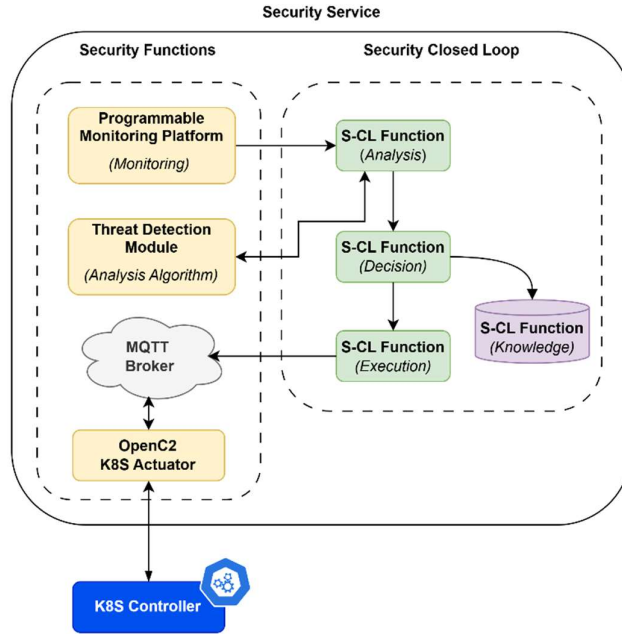 Security Service
Security Functions
Security Closed Loop
Programmable
Monitoring Platform
(Monitoring)
S-CL Function
(Analysis)
Threat Detection
Module
(Analysis Algorithm)
S-CL Function
(Decision)
S-CL Function
(Knowledge)
MQTT
Broker
S-CL Function
(Execution)
OpenC2
K8S Actuator
K8S Controller